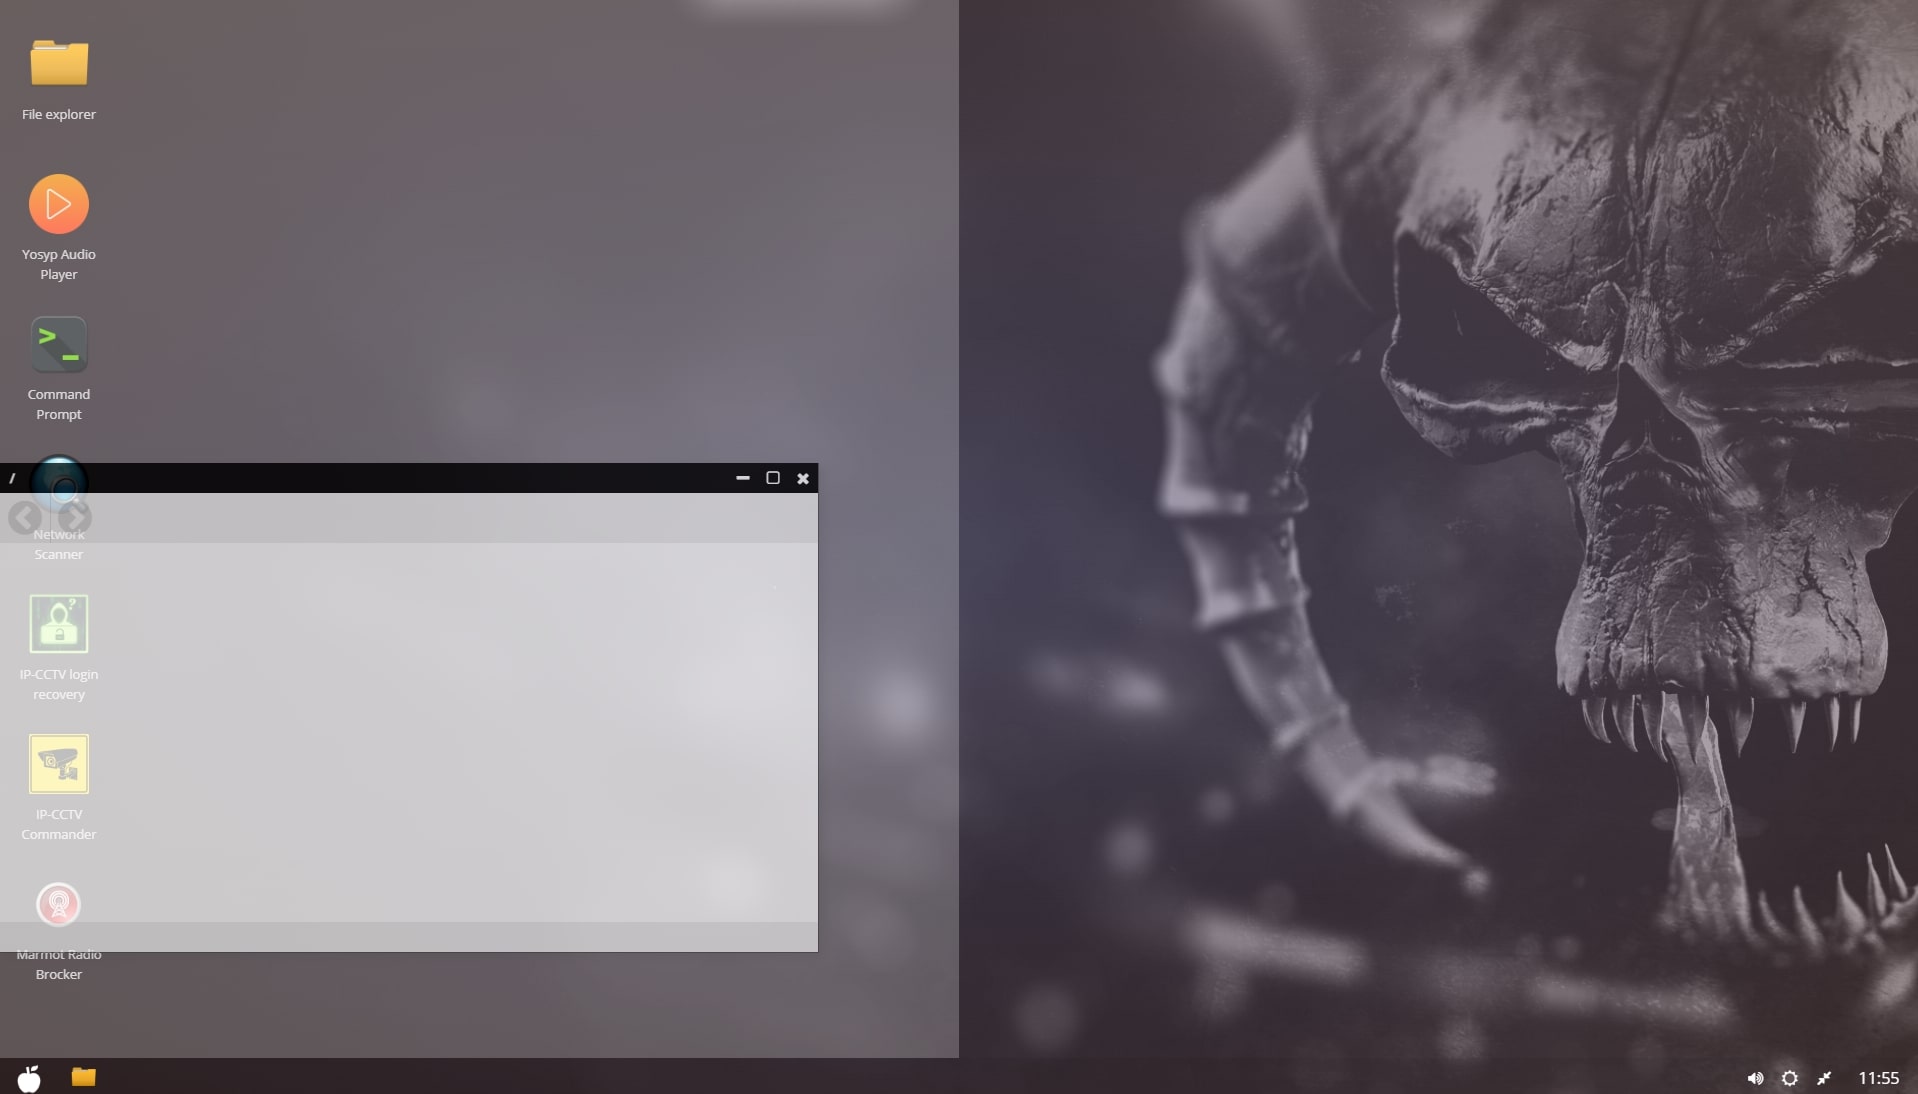 File explorer
Yosyp Audio
Player
Command
Prompt
/
Network
Scanner
IP-CCTV login
recovery
IP-CCTV
Commander
Marmot Radio
Brocker
11:55